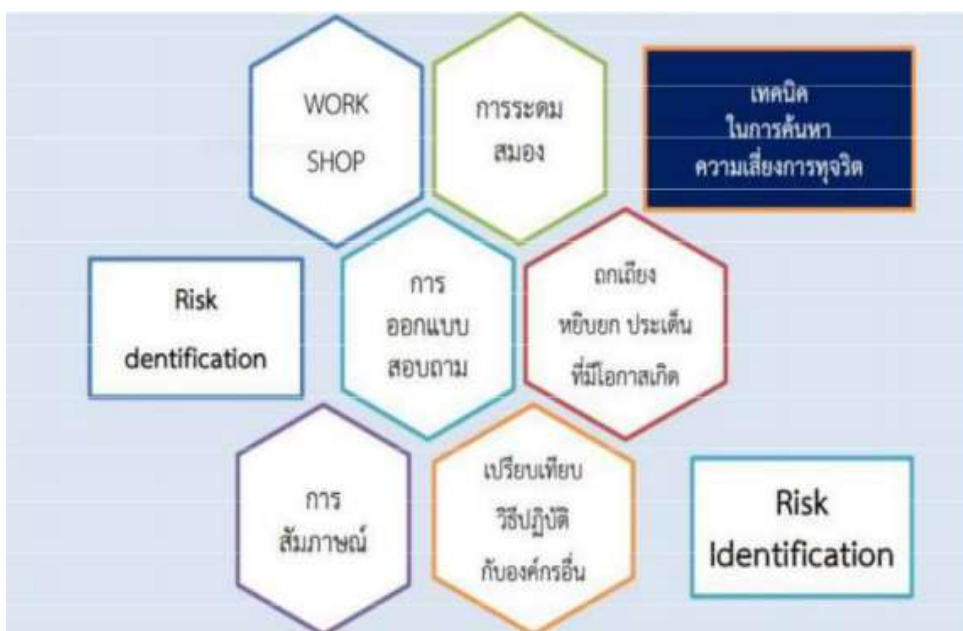 WORK
SHOP
การระดม
สมอง
เทคนิค
ในการค้นหา
ความเสี่ยงการทุจริต
Risk
dentification
การ
ออกแบบ
สอบถาม
ถกเถียง
หยิบยก ประเด็น
ที่มีโอกาสเกิด
การ
สัมภาษณ์
เปรียบเทียบ
วิธีปฏิบัติ
กับองค์กรอื่น
Risk
Identification